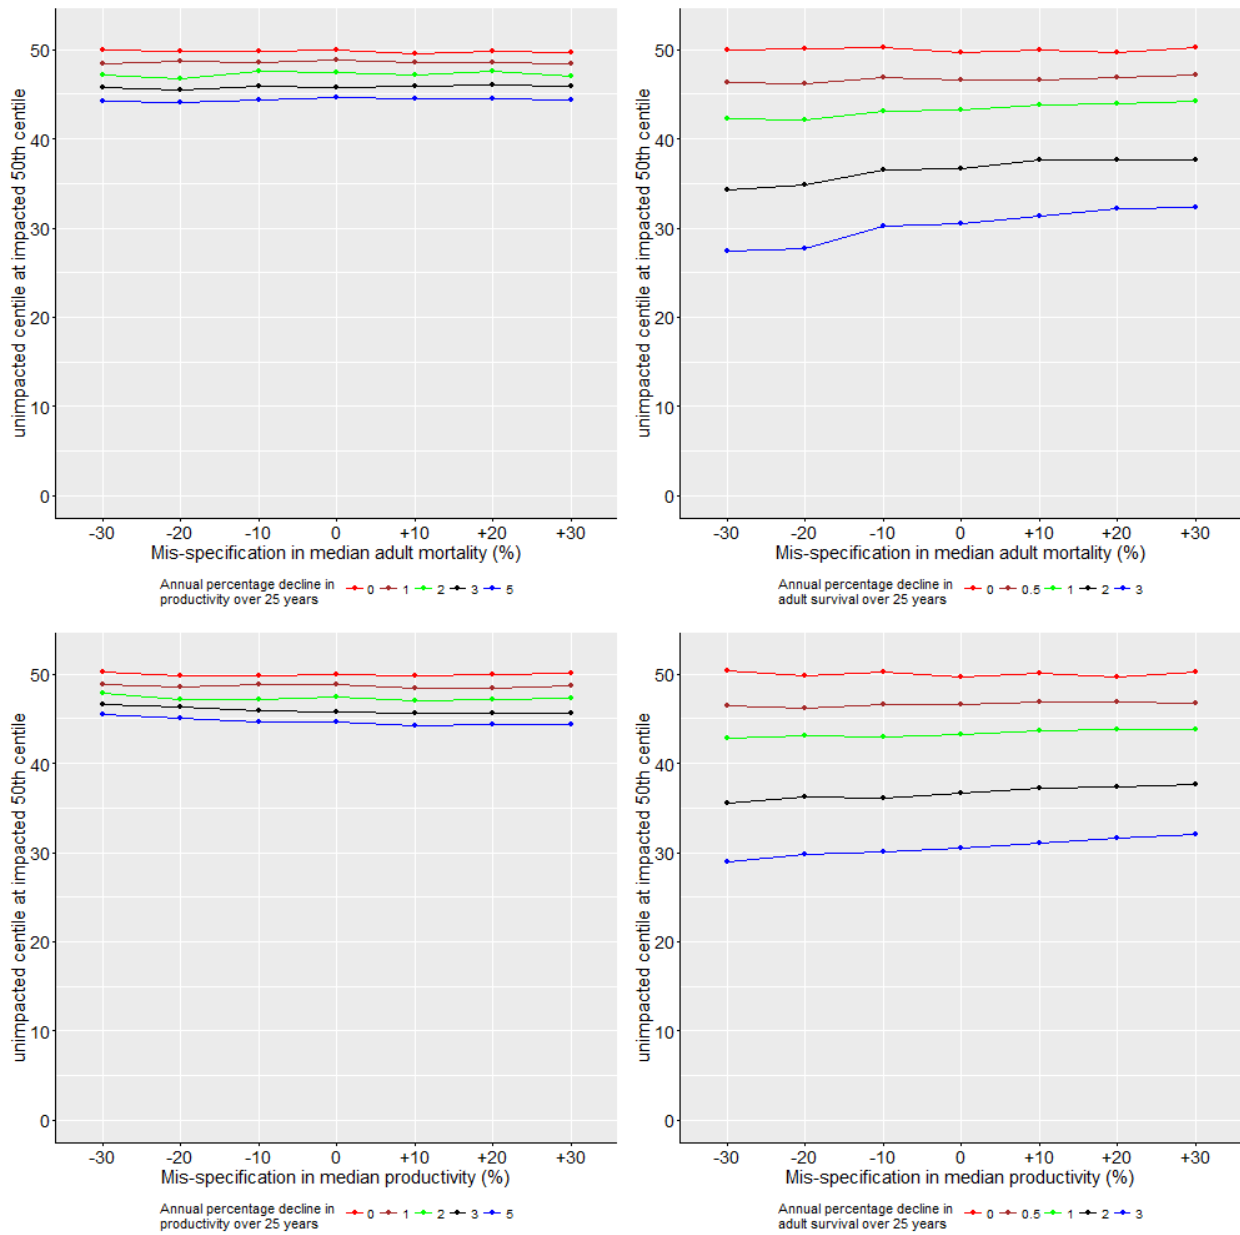 unimpacted centile at impacted 50th centile
50
40
30
20
10
0
-30 -20 -10 0 +10 +20 +30
Mis-specification in median adult mortality (%)
Annual percentage decline in
productivity over 25 years
0 1 2 3 5
unimpacted centile at impacted 50th centile
50
40
30
20
10
0
-30 -20 -10 0 +10 +20 +30
Mis-specification in median adult mortality (%)
Annual percentage decline in
adult survival over 25 years
0 0.5 1 2 3
unimpacted centile at impacted 50th centile
50
40
30
20
10
0
-30 -20 -10 0 +10 +20 +30
Mis-specification in median productivity (%)
Annual percentage decline in
productivity over 25 years
0 1 2 3 5
unimpacted centile at impacted 50th centile
50
40
30
20
10
0
-30 -20 -10 0 +10 +20 +30
Mis-specification in median productivity (%)
Annual percentage decline in
adult survival over 25 years
0 0.5 1 2 3